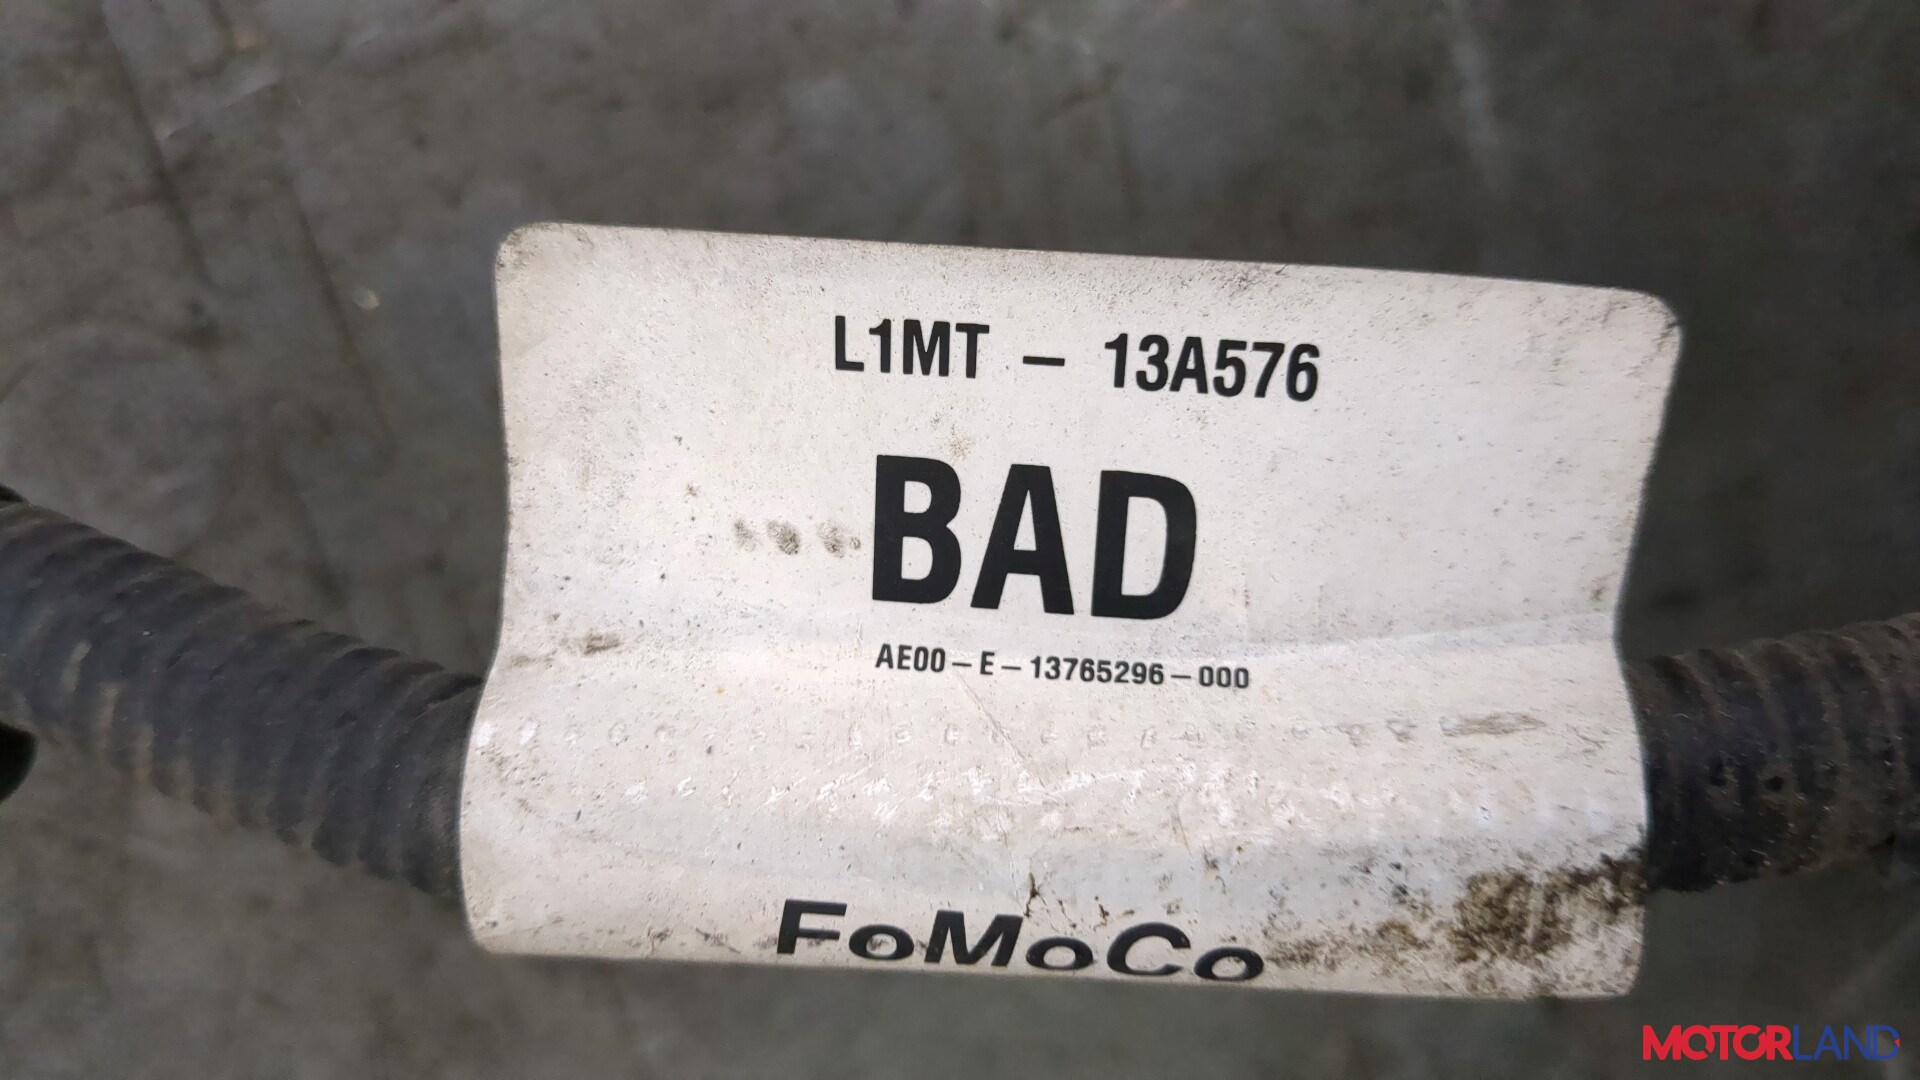 L1MT – 13A576
BAD
AE00 – E – 13765296 – 000
FoMoCo
MOTORLAND